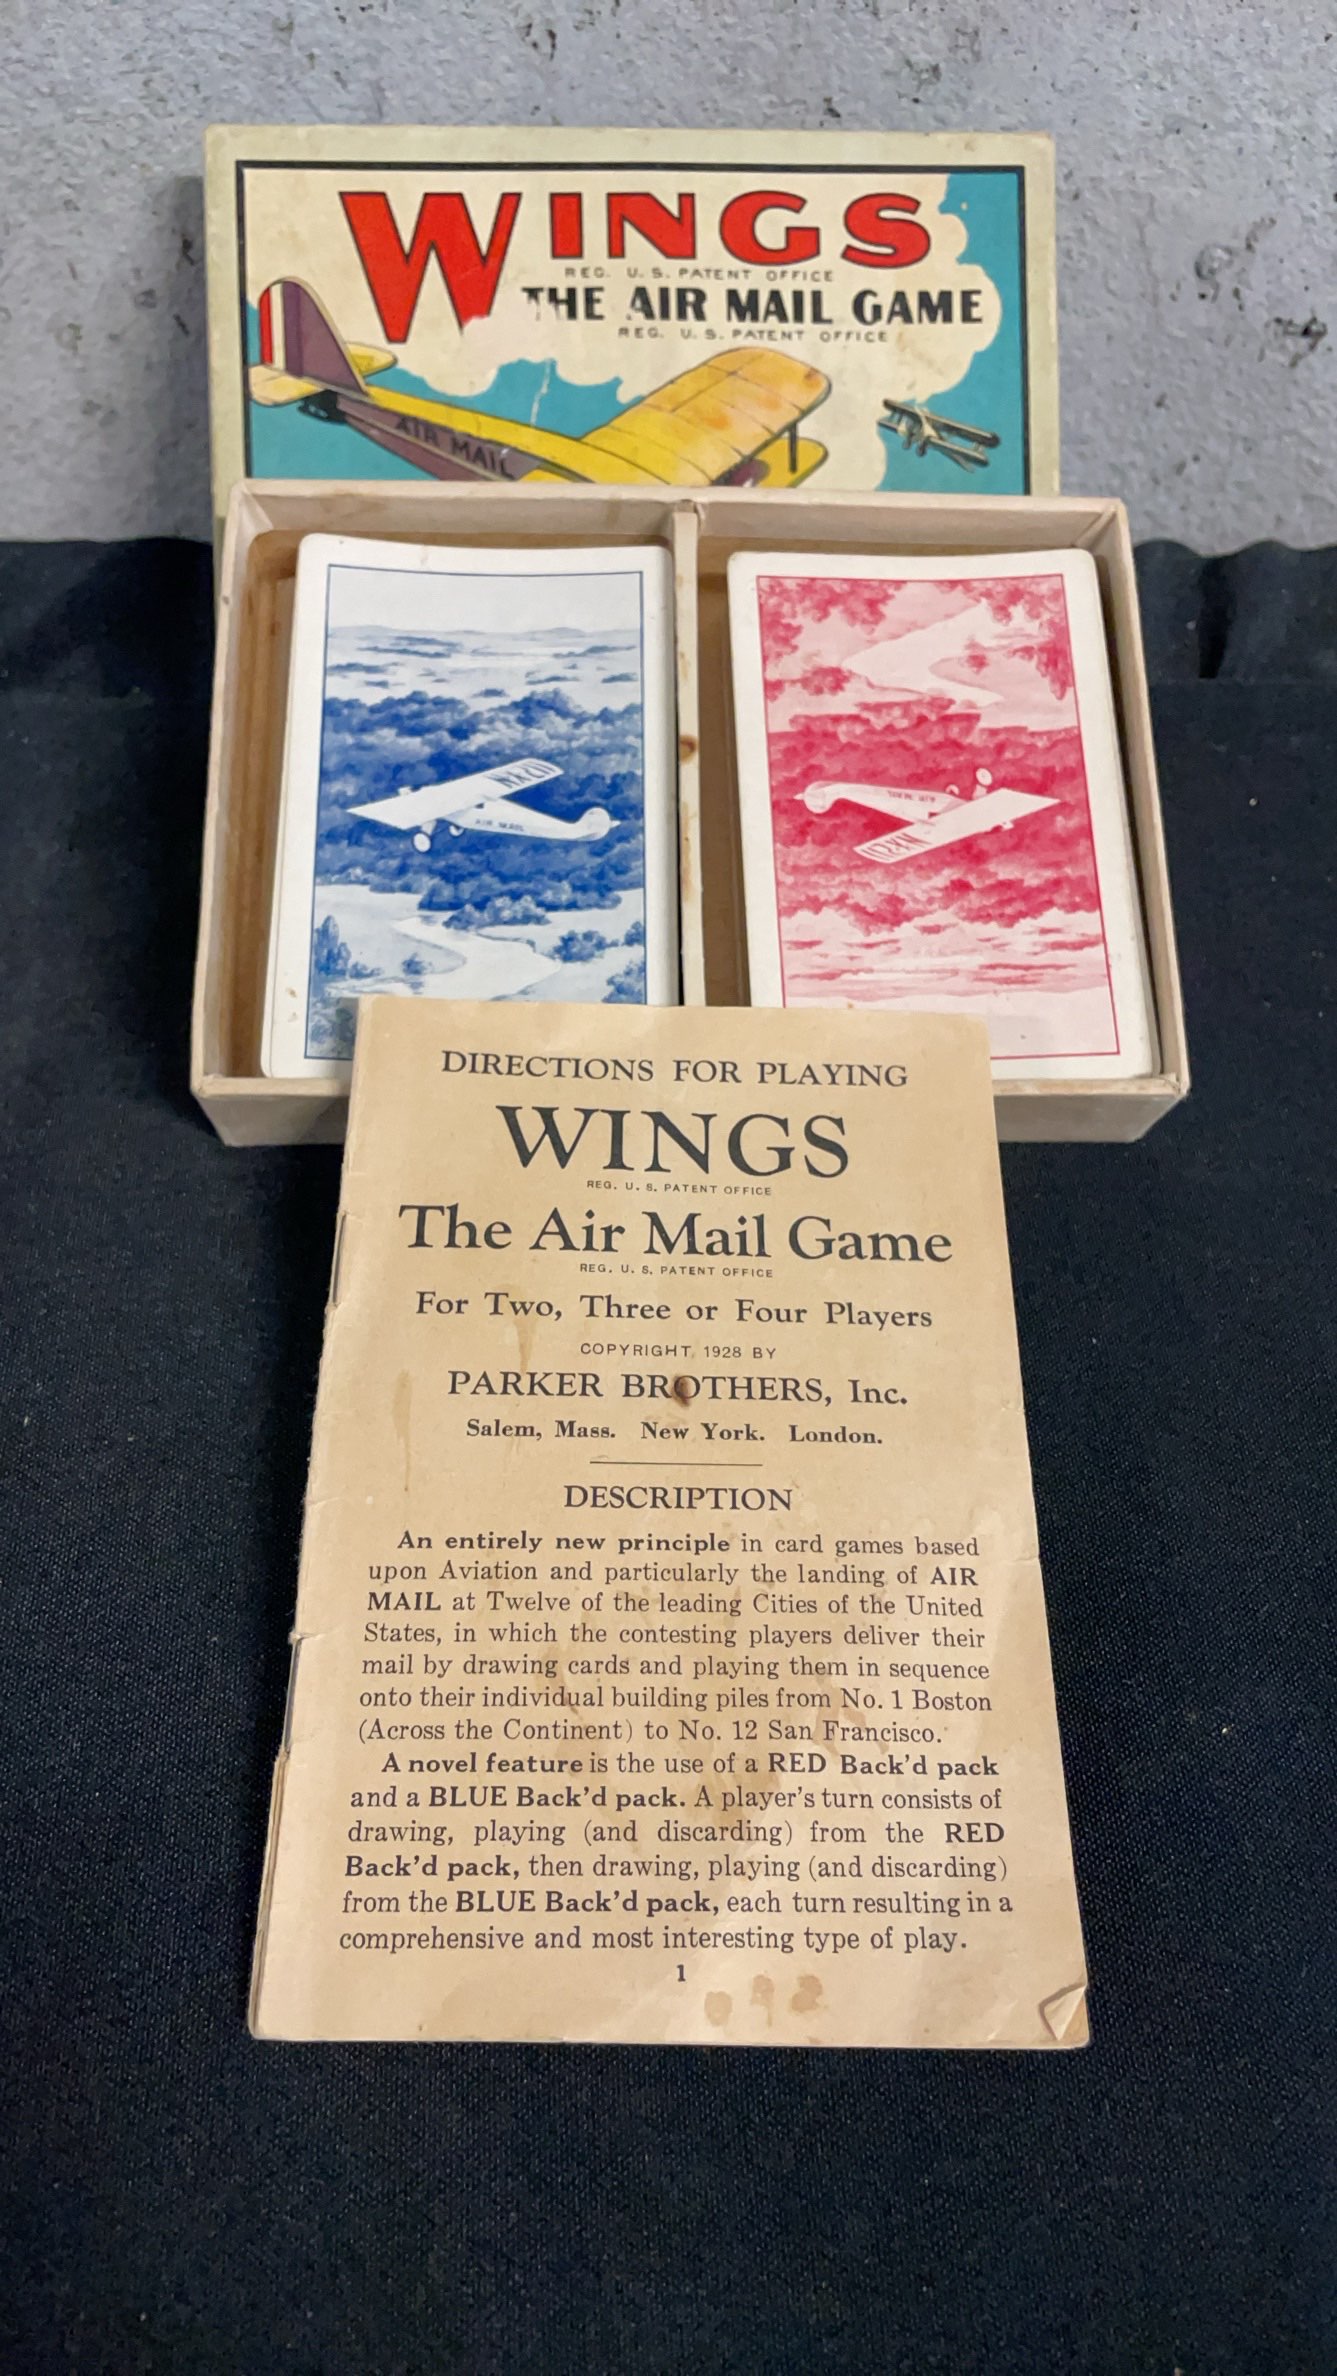 WINGS
REG. U. S. PATENT OFFICE
THE AIR MAIL GAME
REG. U. S. PATENT OFFICE
AIR MAIL
AIR MAIL
DIRECTIONS FOR PLAYING
WINGS
REG. U. S. PATENT OFFICE
The Air Mail Game
REG. U. S. PATENT OFFICE
For Two, Three or Four Players
COPYRIGHT, 1928 BY
PARKER BROTHERS, Inc.
Salem, Mass. New York. London.
DESCRIPTION
An entirely new principle in card games based
upon Aviation and particularly the landing of AIR
MAIL at Twelve of the leading Cities of the United
States, in which the contesting players deliver their
mail by drawing cards and playing them in sequence
onto their individual building piles from No. 1 Boston
(Across the Continent) to No. 12 San Francisco.
A novel feature is the use of a RED Back'd pack
and a BLUE Back'd pack. A player's turn consists of
drawing, playing (and discarding) from the RED
Back'd pack, then drawing, playing (and discarding)
from the BLUE Back'd pack, each turn resulting in a
comprehensive and most interesting type of play.
1